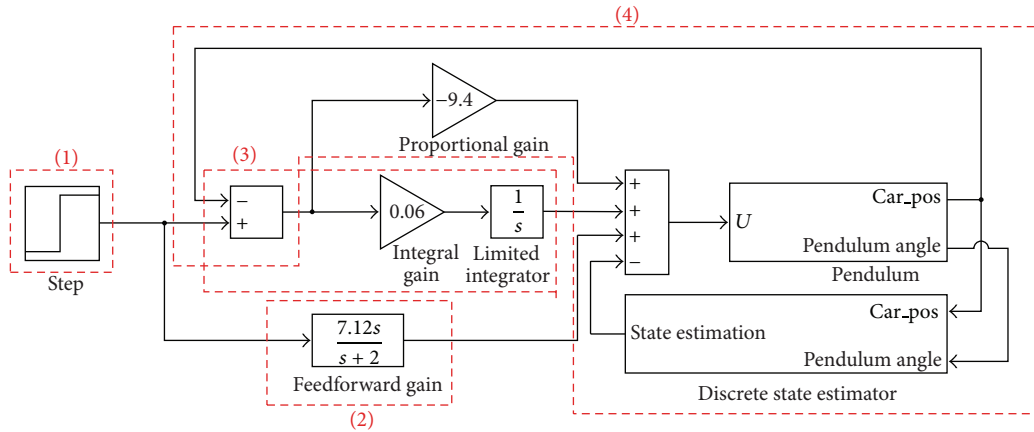 (4)
−9.4
Proportional gain
(1)
(3)
−
+
0.06
1
s
Integral
gain
Limited
integrator
Step
+
+
+
−
U
Car_pos
Pendulum angle
Pendulum
7.12s
s + 2
Feedforward gain
(2)
Car_pos
State estimation
Pendulum angle
Discrete state estimator